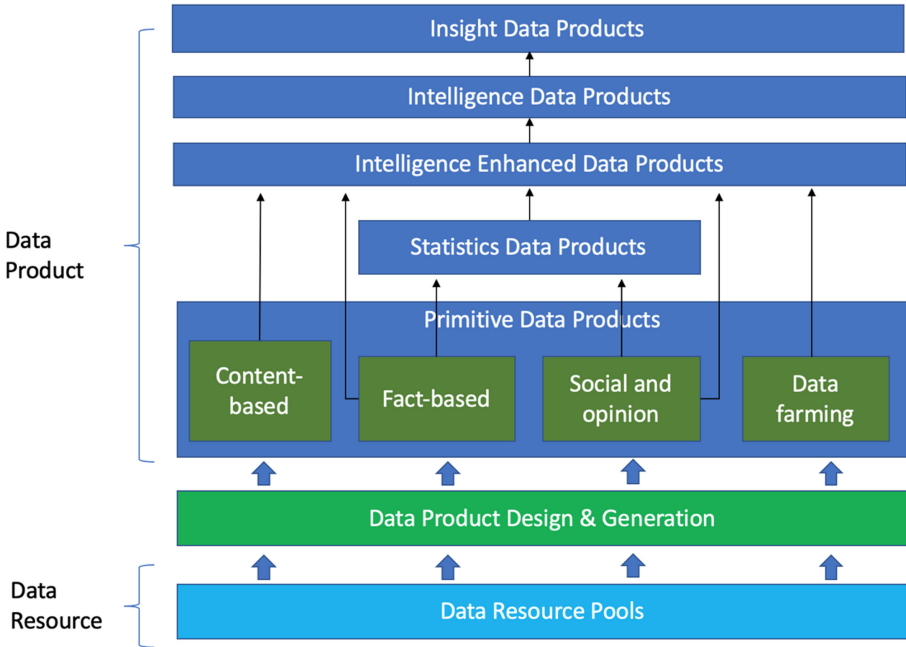 Insight Data Products
Intelligence Data Products
Intelligence Enhanced Data Products
Data
Product
Statistics Data Products
Primitive Data Products
Content-
based
Fact-based
Social and
opinion
Data
farming
Data Product Design & Generation
Data
Resource
Data Resource Pools